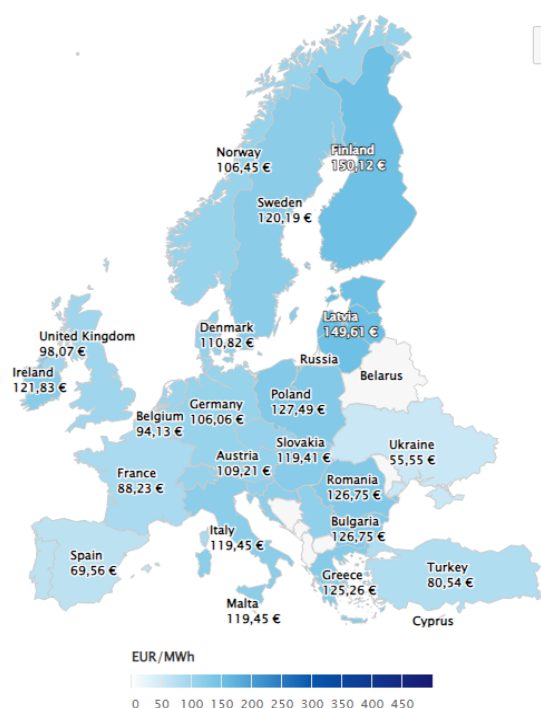 Norway
106,45 €
Finland
150,12 €
Sweden
120,19 €
Denmark
110,82 €
Latvia
149,61 €
United Kingdom
98,07 €
Ireland
121,83 €
Russia
Belarus
Poland
127,49 €
Germany
106,06 €
Belgium
94,13 €
Slovakia
119,41 €
Ukraine
55,55 €
Austria
109,21 €
France
88,23 €
Romania
126,75 €
Bulgaria
126,75 €
Italy
119,45 €
Spain
69,56 €
Greece
125,26 €
Turkey
80,54 €
Malta
119,45 €
Cyprus
EUR/MWh
0 50 100 150 200 250 300 350 400 450